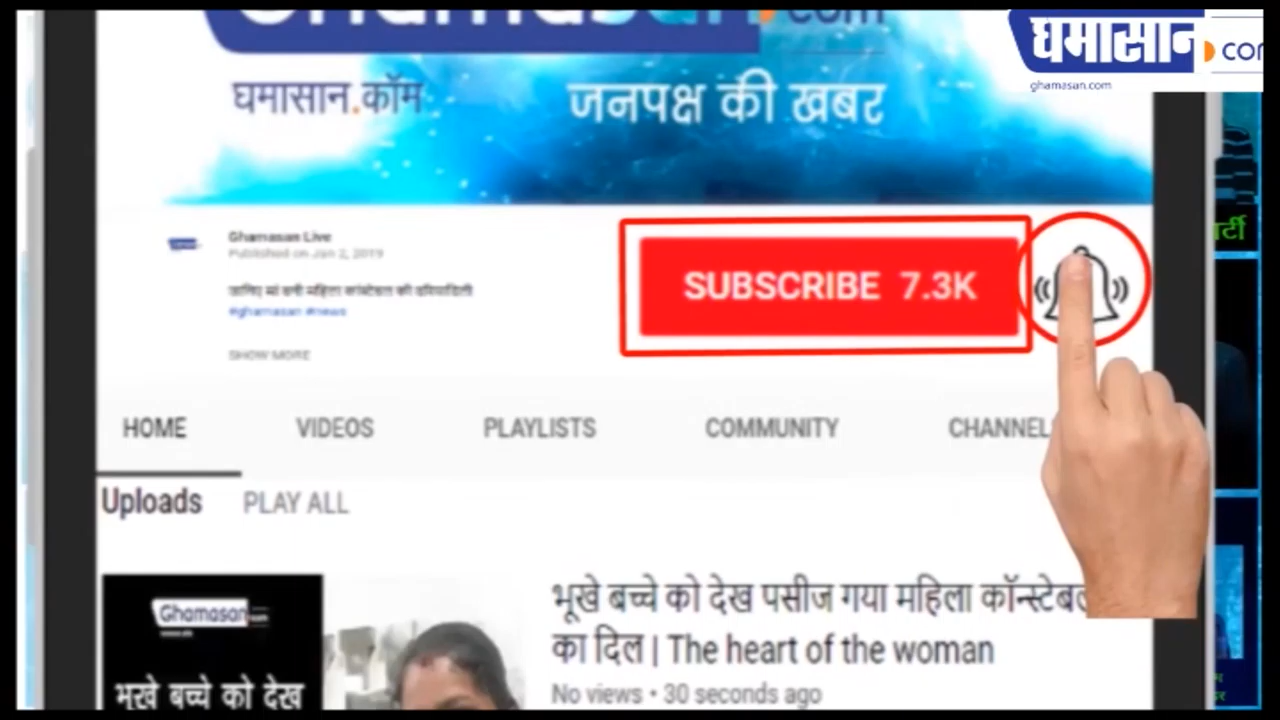 Ghamasan.com
घमासान.कॉम
जनपक्ष की खबर
घमासान
ghamasan.com
Ghamasan Live
Published on Jan 2, 2019
#ghamasan #news
SHOW MORE
SUBSCRIBE 7.3K
HOME VIDEOS PLAYLISTS COMMUNITY
Uploads PLAY ALL
Ghamasan
भूखे बच्चे को देख
भूखे बच्चे को देख पसीज गया महिला
का दिल | The heart of the woman
No views • 30 seconds ago